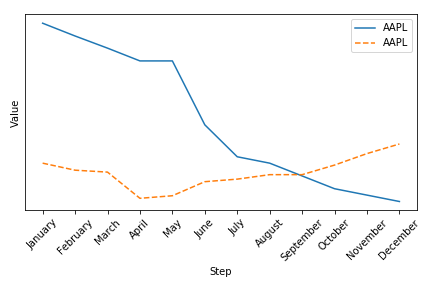 AAPL
AAPL
Value
January
February
March
April
May
June
July
August
September
October
November
December
Step